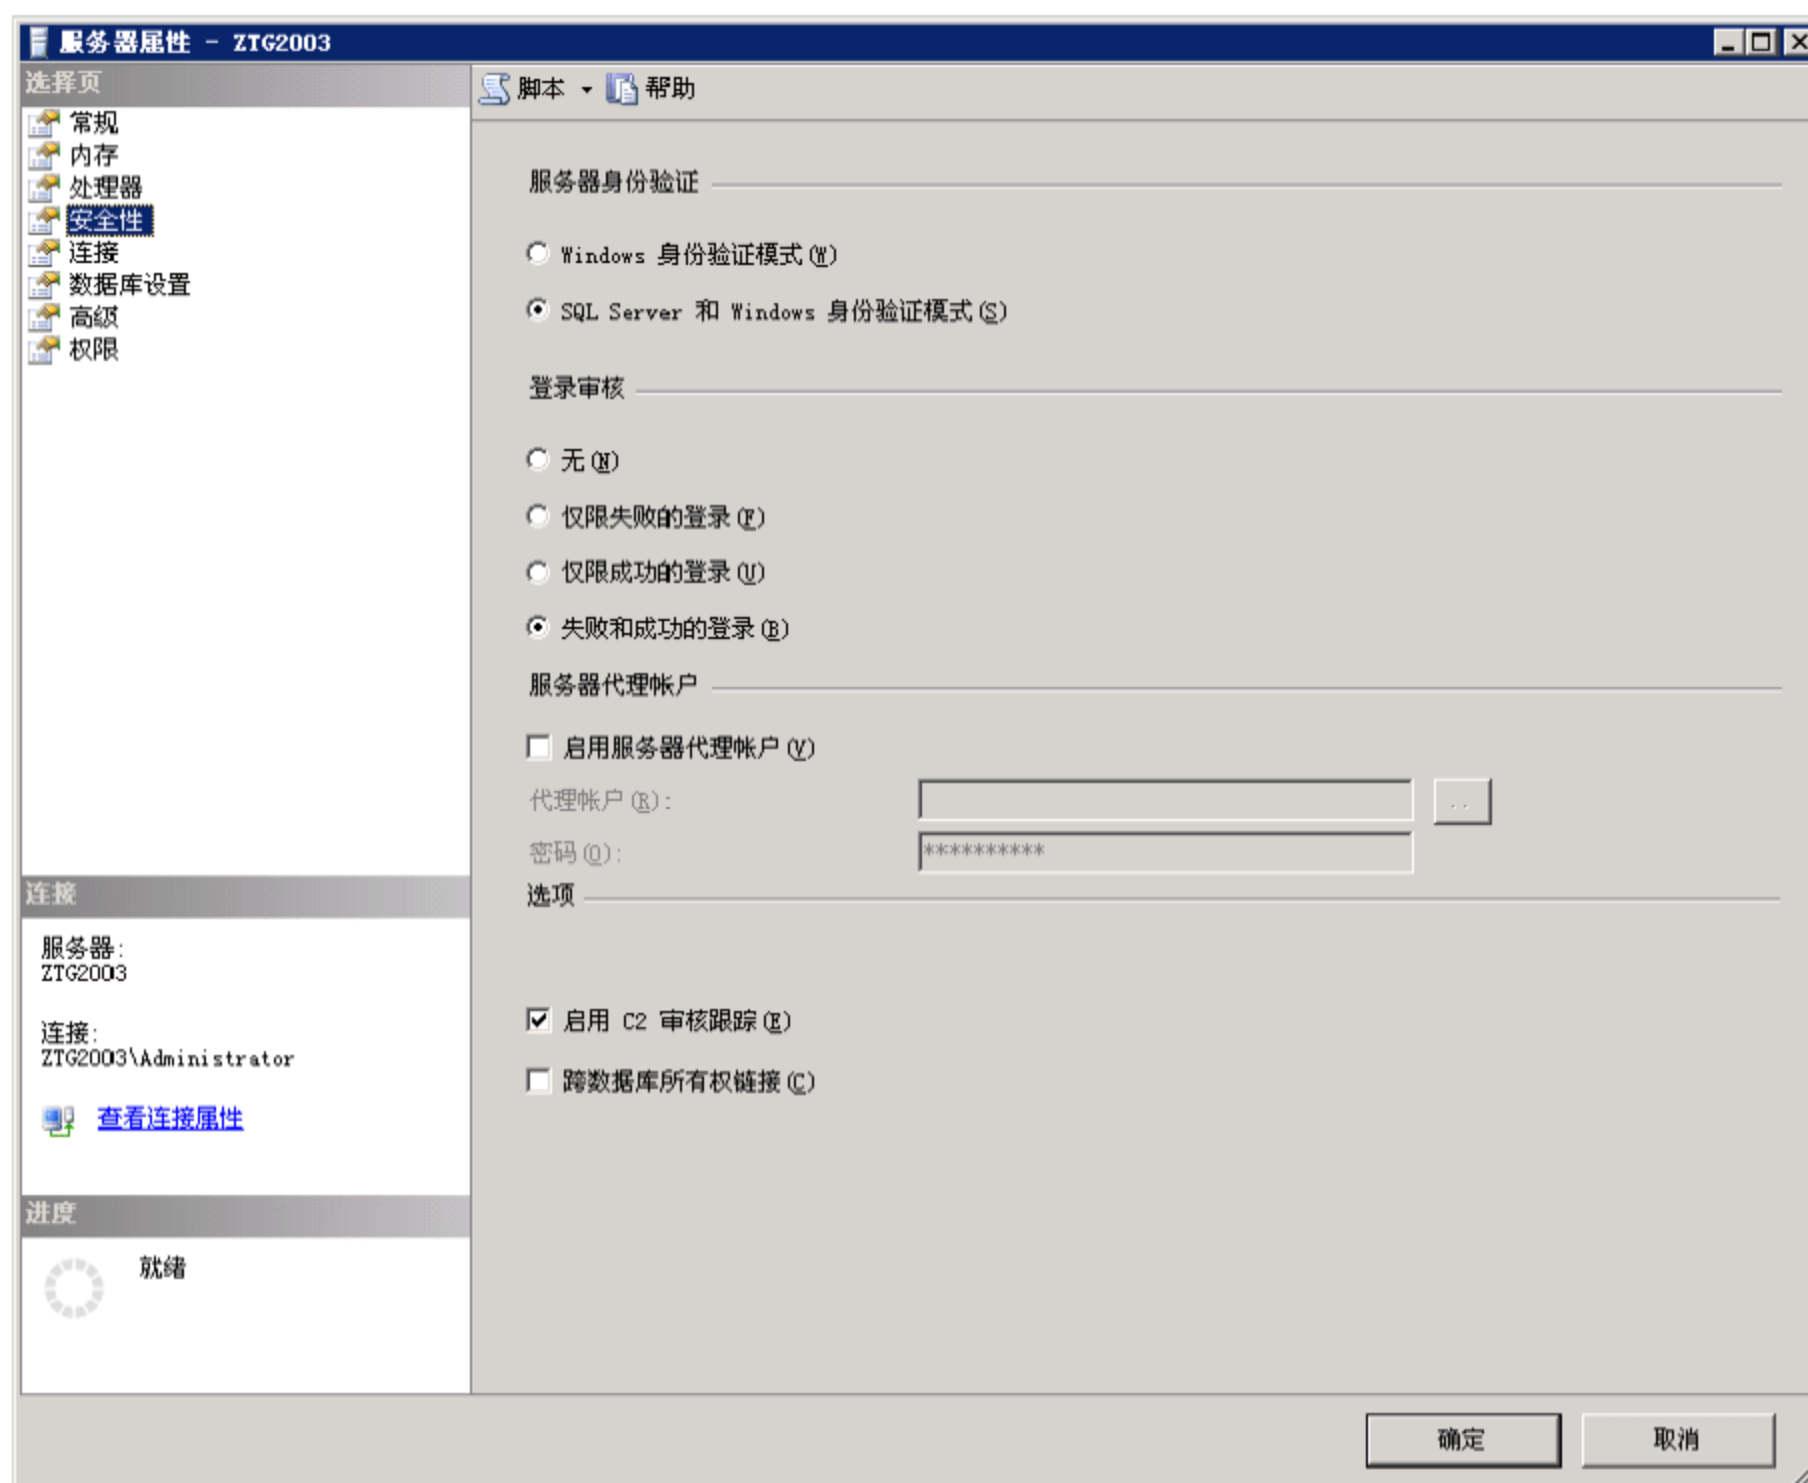 服务器属性 - ZTG2003
选择页
常规
内存
处理器
安全性
连接
数据库设置
高级
权限
脚本
帮助
服务器身份验证
Windows 身份验证模式(W)
SQL Server 和 Windows 身份验证模式(S)
登录审核
无(N)
仅限失败的登录(F)
仅限成功的登录(U)
失败和成功的登录(B)
服务器代理帐户
启用服务器代理帐户(V)
代理帐户(R):
..
密码(O):
**********
选项
启用 C2 审核跟踪(E)
跨数据库所有权链接(C)
连接
服务器:
ZTG2003
连接:
ZTG2003\Administrator
查看连接属性
进度
就绪
确定
取消